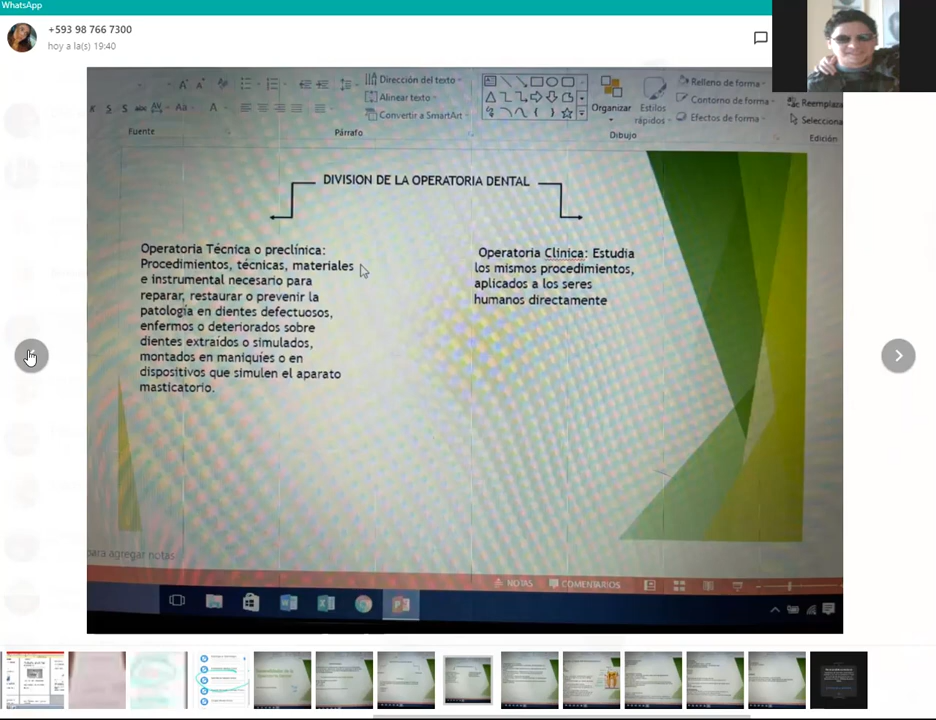 WhatsApp
+593 98 766 7300
hoy a la(s) 19:40
Dirección del texto
Alinear texto
Convertir a SmartArt
Organizar
Estilos
rápidos
Relleno de forma
Contorno de forma
Efectos de forma
Reemplaza
Selecciona
Fuente
Párrafo
Dibujo
Edición
DIVISION DE LA OPERATORIA DENTAL
Operatoria Técnica o preclínica:
Procedimientos, técnicas, materiales
e instrumental necesario para
reparar, restaurar o prevenir la
patología en dientes defectuosos,
enfermos o deteriorados sobre
dientes extraídos o simulados,
montados en maniquíes o en
dispositivos que simulen el aparato
masticatorio.
Operatoria Clinica: Estudia
los mismos procedimientos,
aplicados a los seres
humanos directamente
para agregar notas
NOTAS
COMENTARIOS